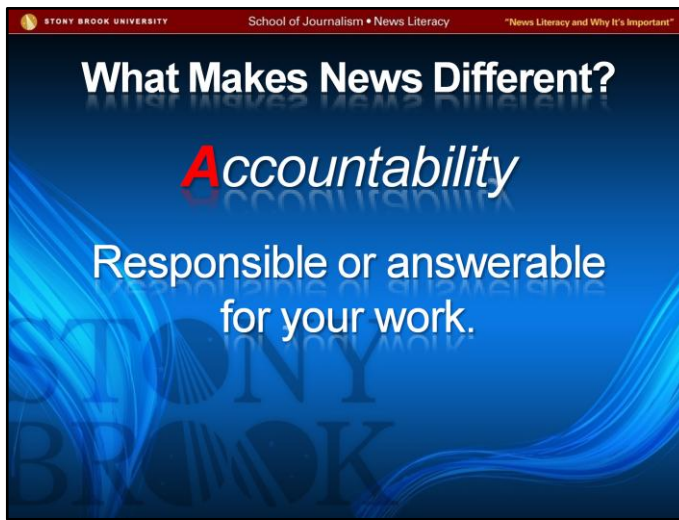 STONY BROOK UNIVERSITY School of Journalism • News Literacy "News Literacy and Why It's Important"
What Makes News Different?
Accountability
Responsible or answerable
for your work.
STONY
BROOK